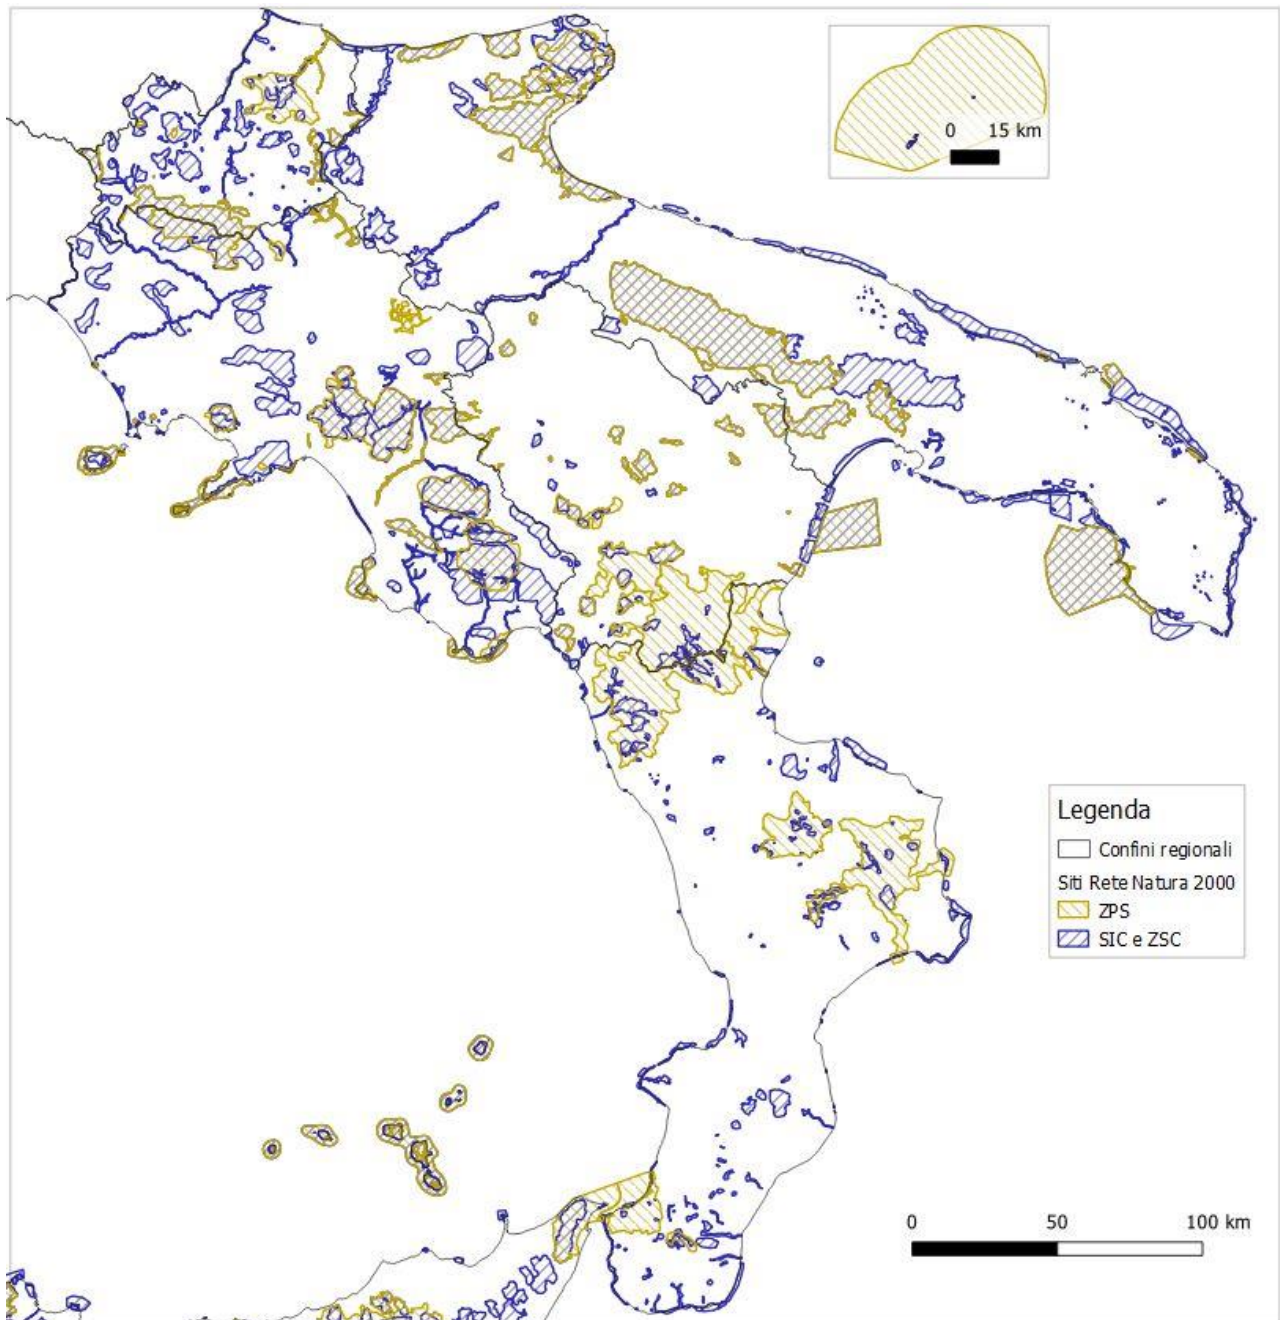 0 15 km
Legenda
Confini regionali
Siti Rete Natura 2000
ZPS
SIC e ZSC
0 50 100 km